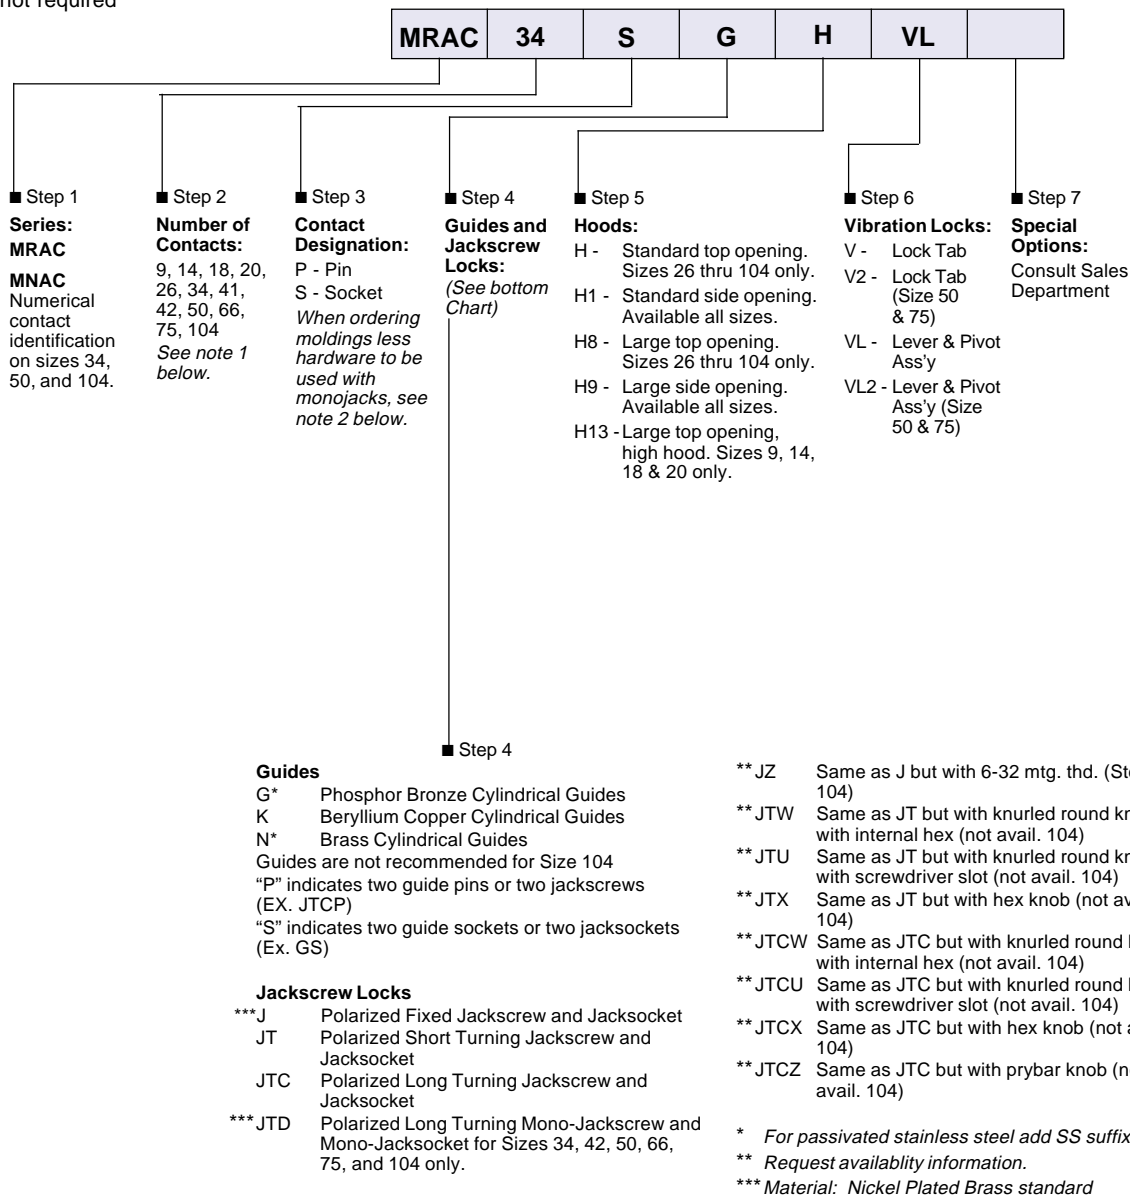 not required
MRAC 34 S G H VL
■ Step 1
Series:
MRAC
MNAC
Numerical
contact
identification
on sizes 34,
50, and 104.
■ Step 2
Number of
Contacts:
9, 14, 18, 20,
26, 34, 41,
42, 50, 66,
75, 104
See note 1
below.
■ Step 3
Contact
Designation:
P - Pin
S - Socket
When ordering
moldings less
hardware to be
used with
monojacks, see
note 2 below.
■ Step 4
Guides and
Jackscrew
Locks:
(See bottom
Chart)
■ Step 5
Hoods:
H - Standard top opening.
Sizes 26 thru 104 only.
H1 - Standard side opening.
Available all sizes.
H8 - Large top opening.
Sizes 26 thru 104 only.
H9 - Large side opening.
Available all sizes.
H13 - Large top opening,
high hood. Sizes 9, 14,
18 & 20 only.
■ Step 6
Vibration Locks:
V - Lock Tab
V2 - Lock Tab
(Size 50
& 75)
VL - Lever & Pivot
Ass'y
VL2 - Lever & Pivot
Ass'y (Size
50 & 75)
■ Step 7
Special
Options:
Consult Sales
Department
■ Step 4
Guides
G* Phosphor Bronze Cylindrical Guides
K Beryllium Copper Cylindrical Guides
N* Brass Cylindrical Guides
Guides are not recommended for Size 104
“P” indicates two guide pins or two jackscrews
(EX. JTCP)
“S” indicates two guide sockets or two jacksockets
(Ex. GS)
Jackscrew Locks
***J Polarized Fixed Jackscrew and Jacksocket
JT Polarized Short Turning Jackscrew and
Jacksocket
JTC Polarized Long Turning Jackscrew and
Jacksocket
***JTD Polarized Long Turning Mono-Jackscrew and
Mono-Jacksocket for Sizes 34, 42, 50, 66,
75, and 104 only.
**JZ Same as J but with 6-32 mtg. thd.
104)
**JTW Same as JT but with knurled round
with internal hex (not avail. 104)
**JTU Same as JT but with knurled round
with screwdriver slot (not avail. 104)
**JTX Same as JT but with hex knob (not
104)
**JTCW Same as JTC but with knurled round
with internal hex (not avail. 104)
**JTCU Same as JTC but with knurled round
with screwdriver slot (not avail. 104)
**JTCX Same as JTC but with hex knob (not
104)
**JTCZ Same as JTC but with prybar knob
avail. 104)
* For passivated stainless steel add SS suffix
** Request availablity information.
*** Material: Nickel Plated Brass standard